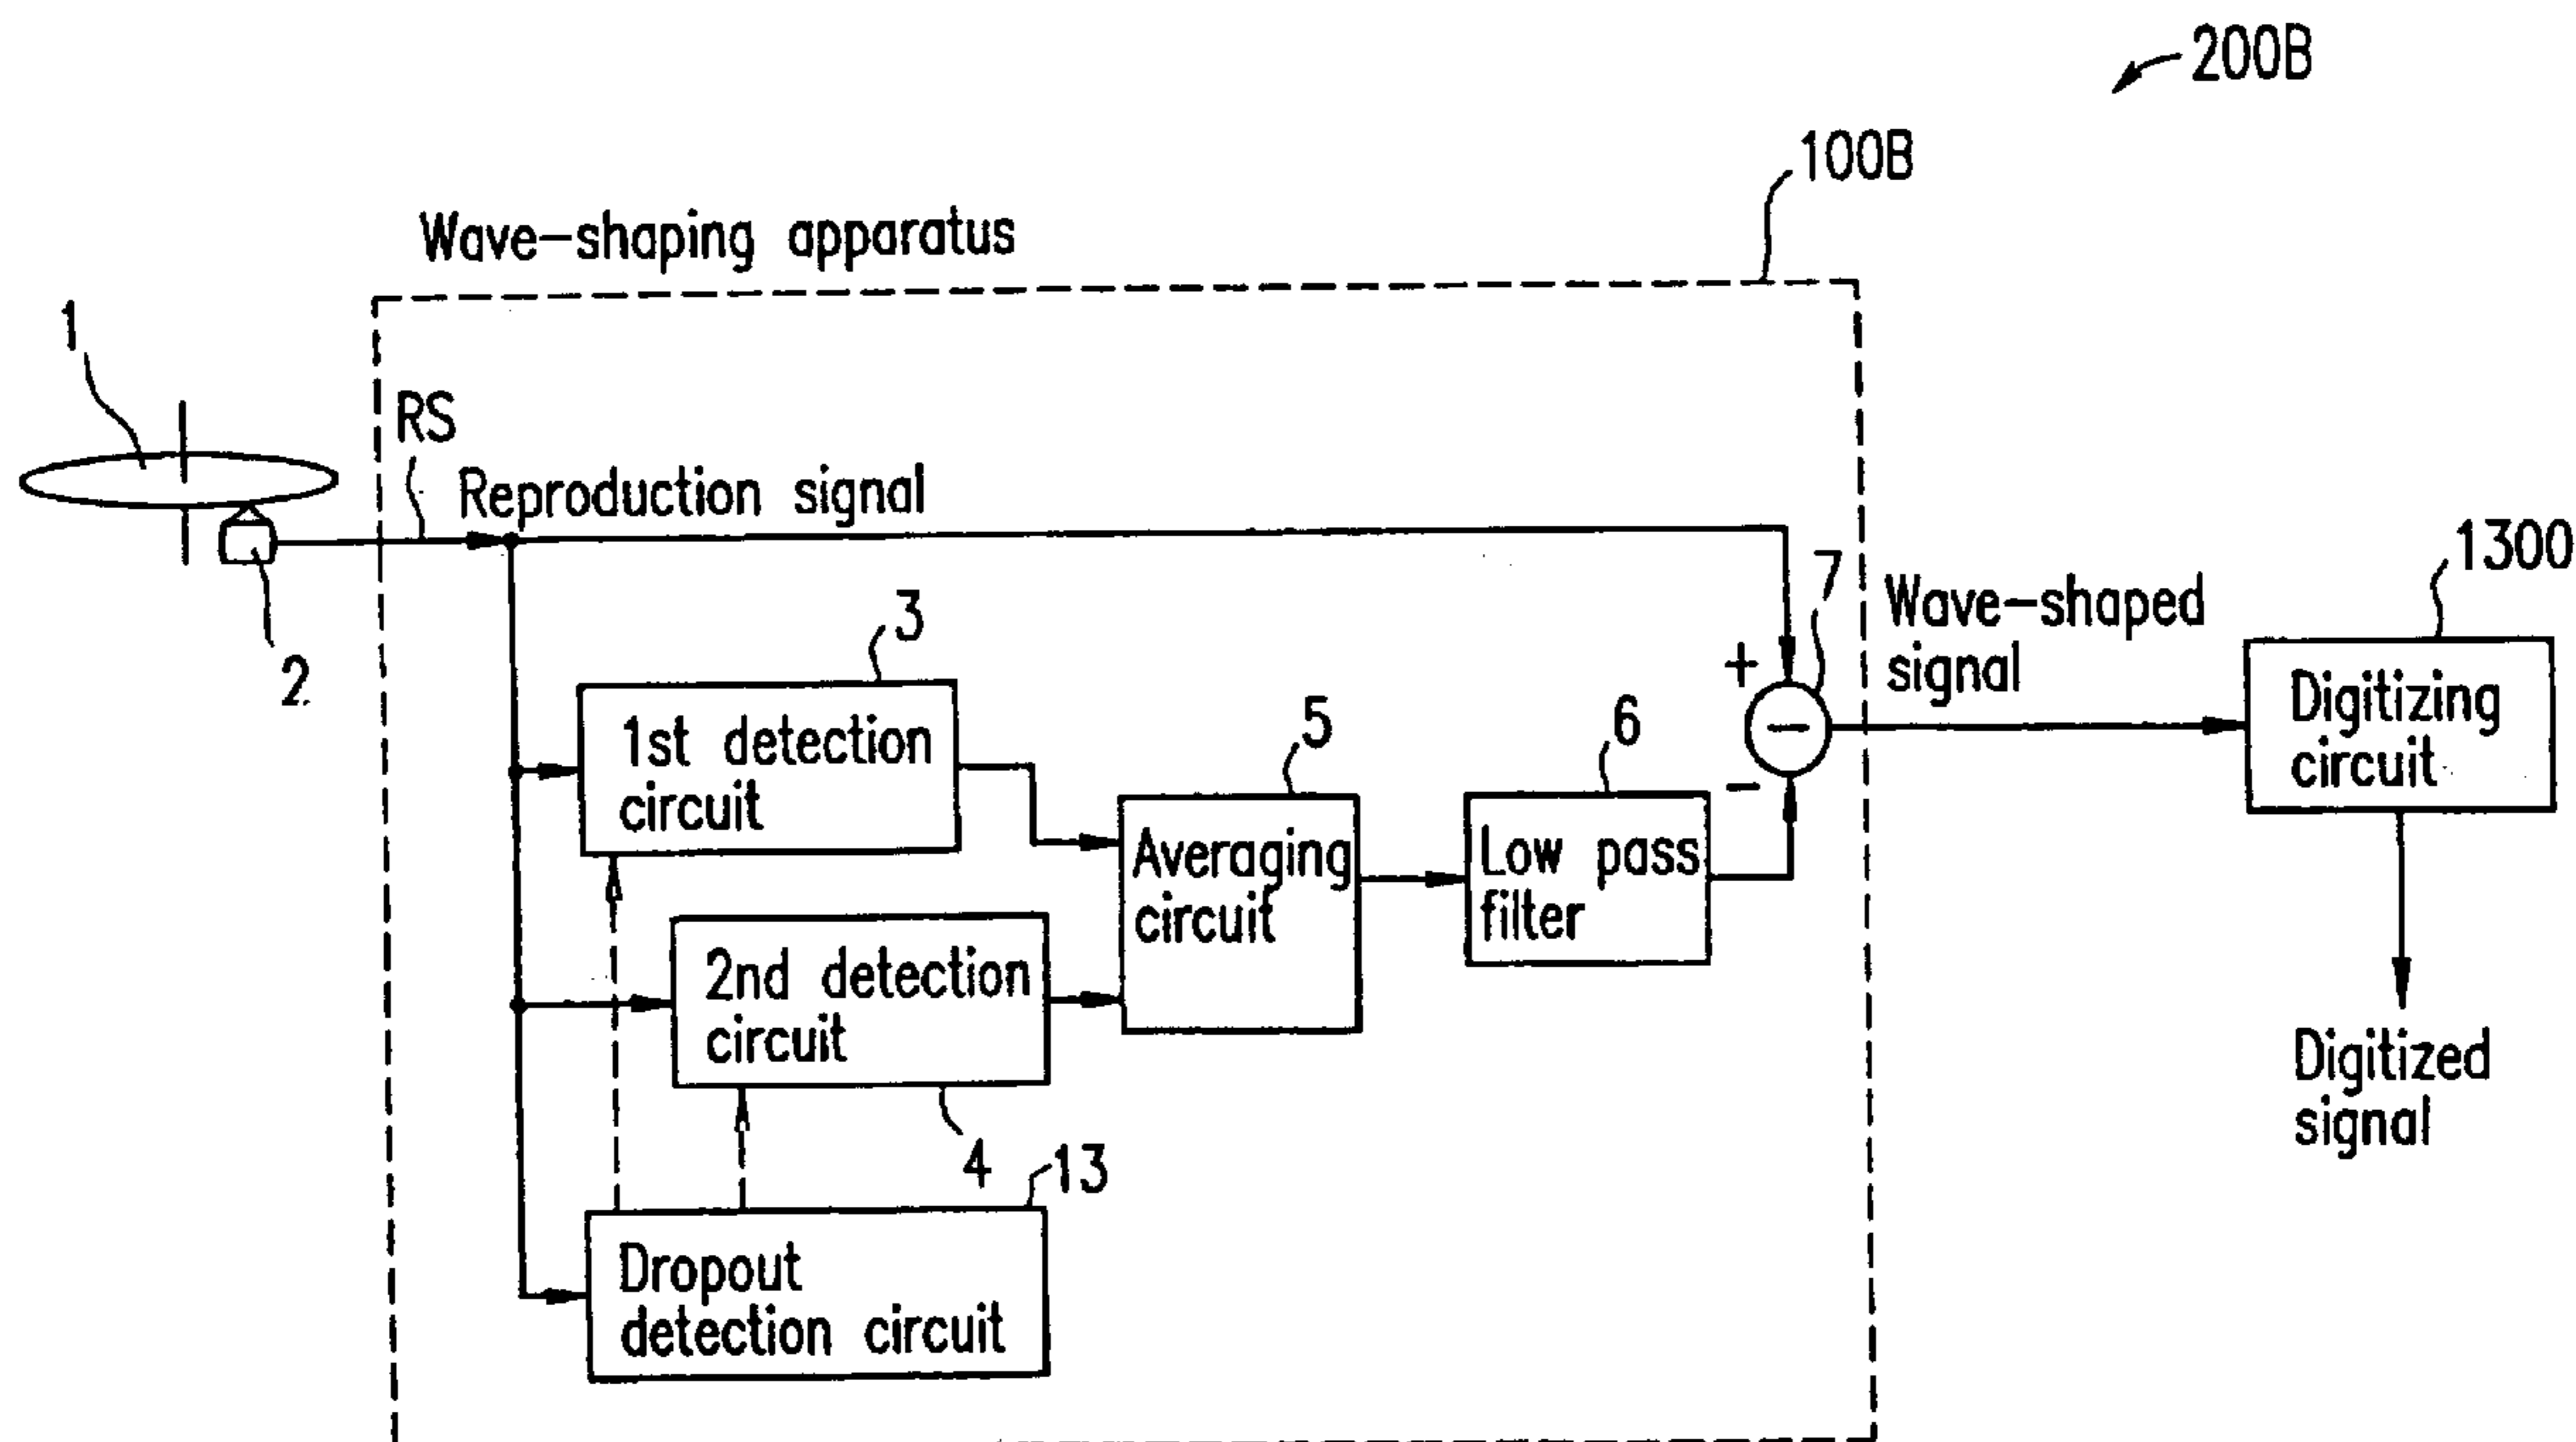 200B
100B
Wave-shaping apparatus
1
RS
Reproduction signal
2
3
1st detection
circuit
5
6
+
7
-
−
Wave-shaped
signal
1300
Digitizing
circuit
Averaging
circuit
Low pass
filter
2nd detection
circuit
4
13
Dropout
detection circuit
Digitized
signal